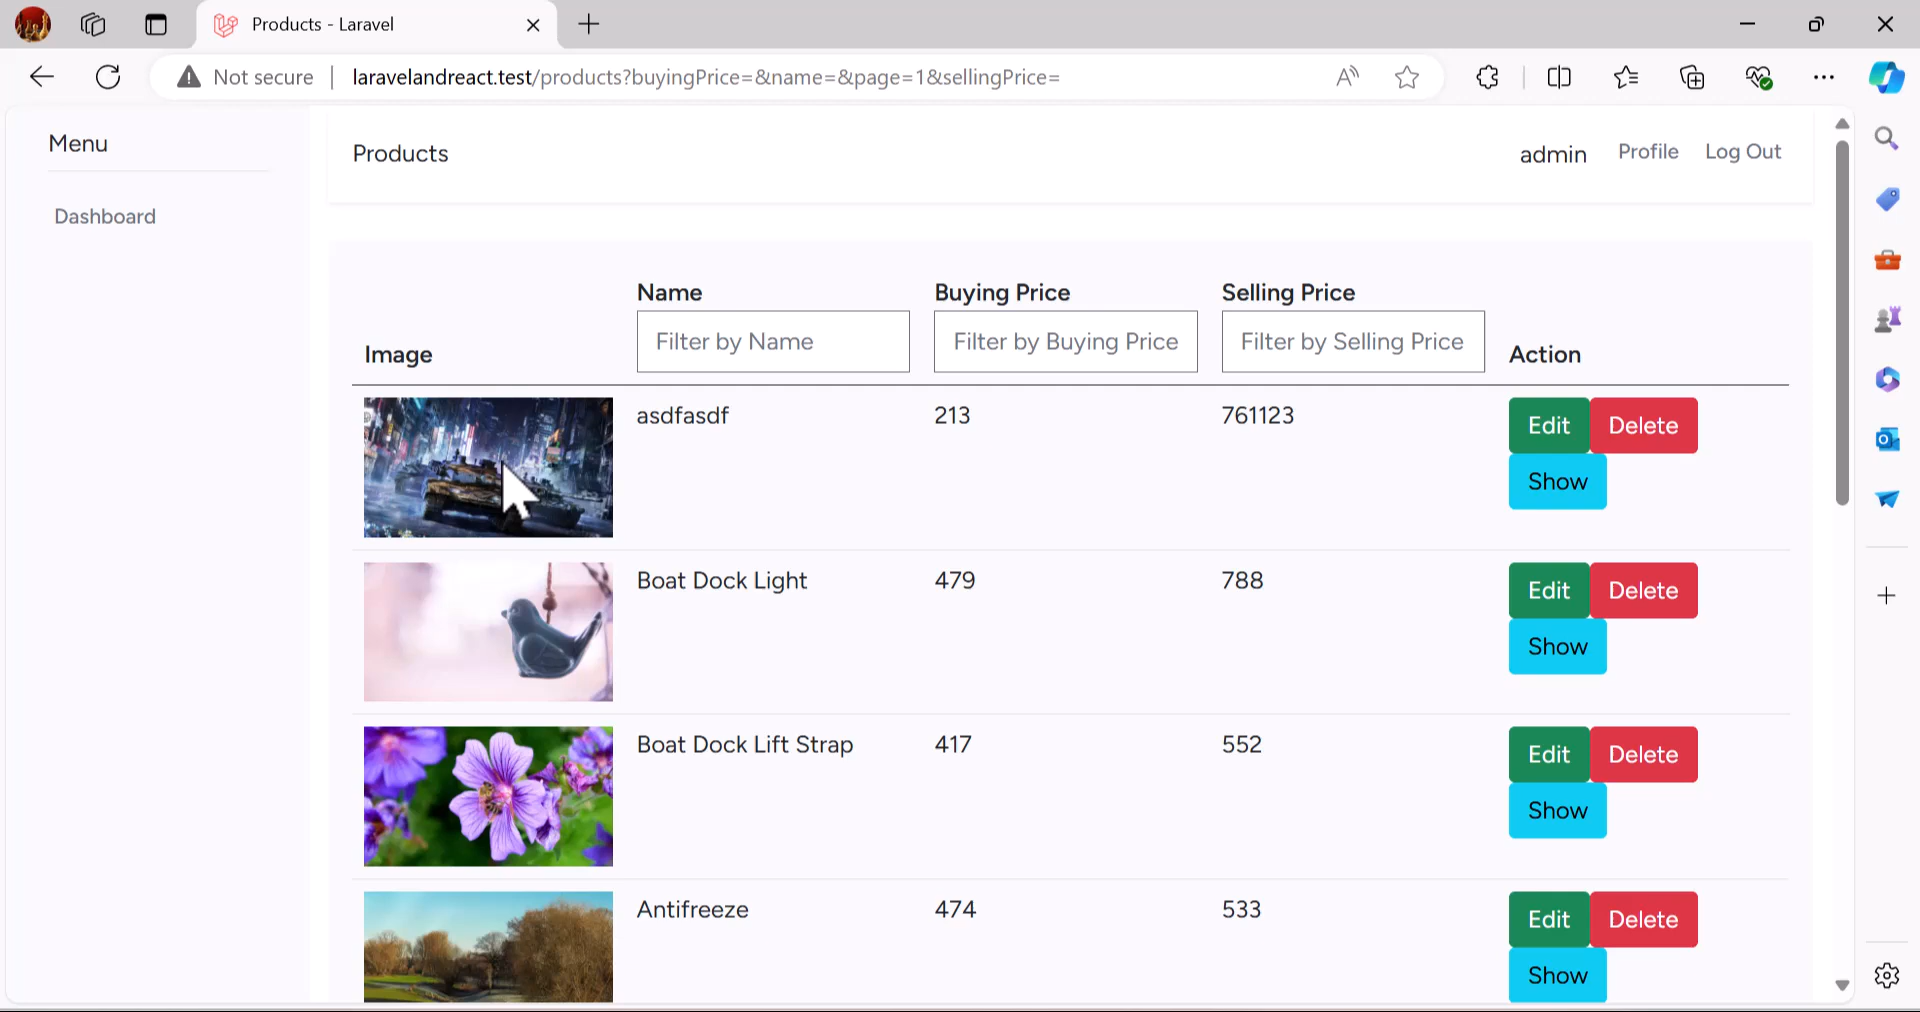 Products - Laravel
Not secure
laravelandreact.test/products?buyingPrice=&name=&page=1&sellingPrice=
Menu
Dashboard
Products
admin
Profile
Log Out
Image
Name
Filter by Name
Buying Price
Filter by Buying Price
Selling Price
Filter by Selling Price
Action
asdfasdf
213
761123
Edit
Delete
Show
Boat Dock Light
479
788
Edit
Delete
Show
Boat Dock Lift Strap
417
552
Edit
Delete
Show
Antifreeze
474
533
Edit
Delete
Show